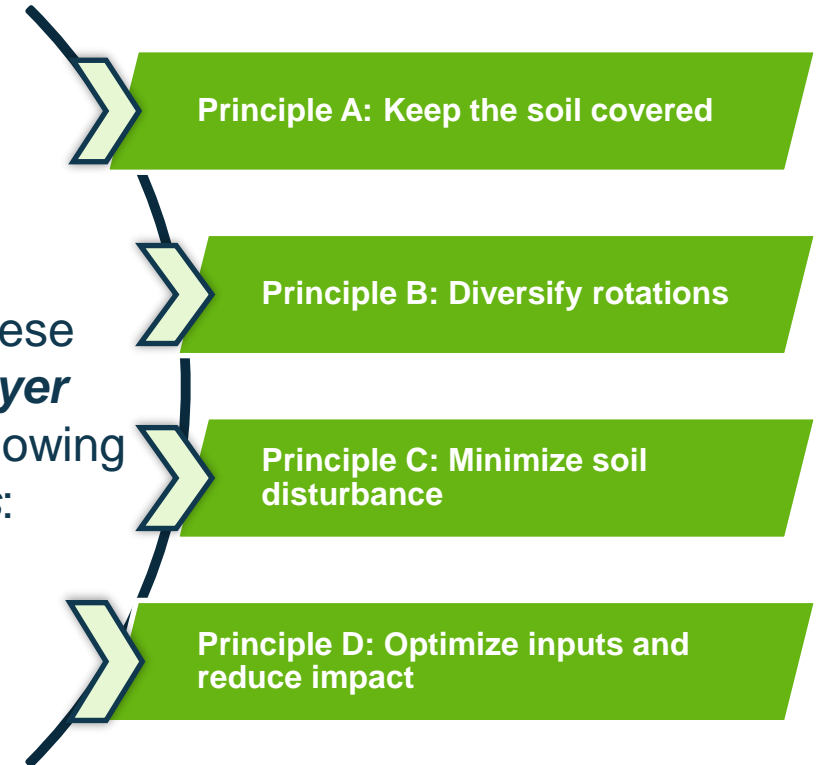 Principle A: Keep the soil covered
Principle B: Diversify rotations
Principle C: Minimize soil
disturbance
Principle D: Optimize inputs and
reduce impact
: